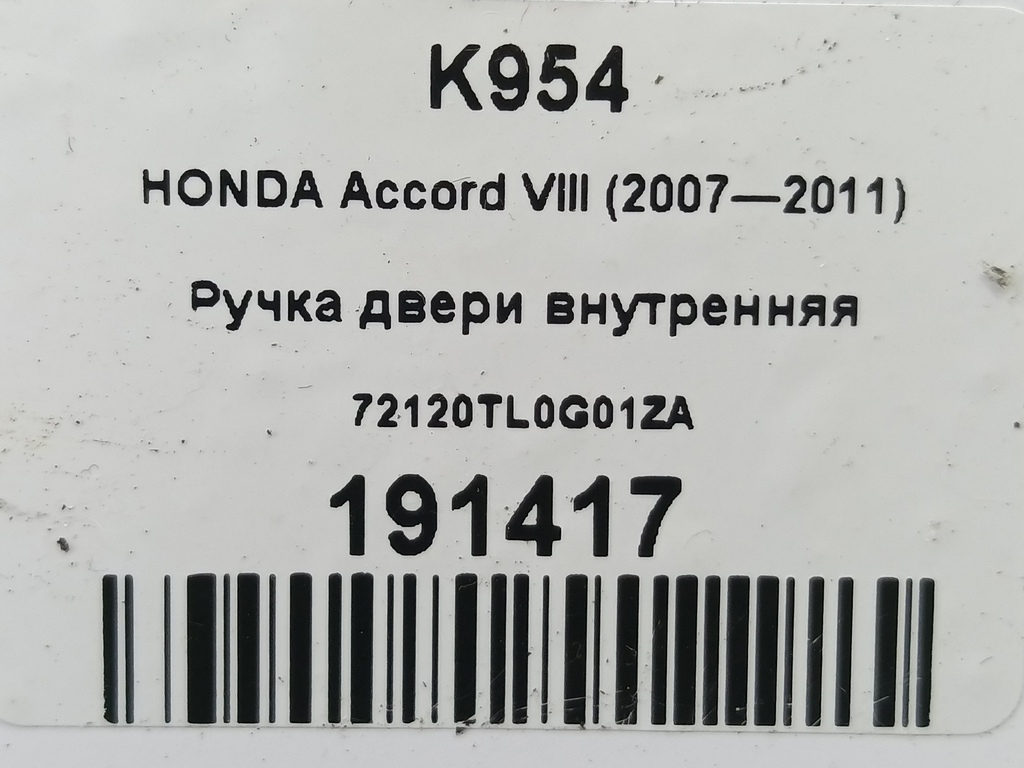 K954
HONDA Accord VIII (2007—2011)
Ручка двери внутренняя
72120TL0G01ZA
191417